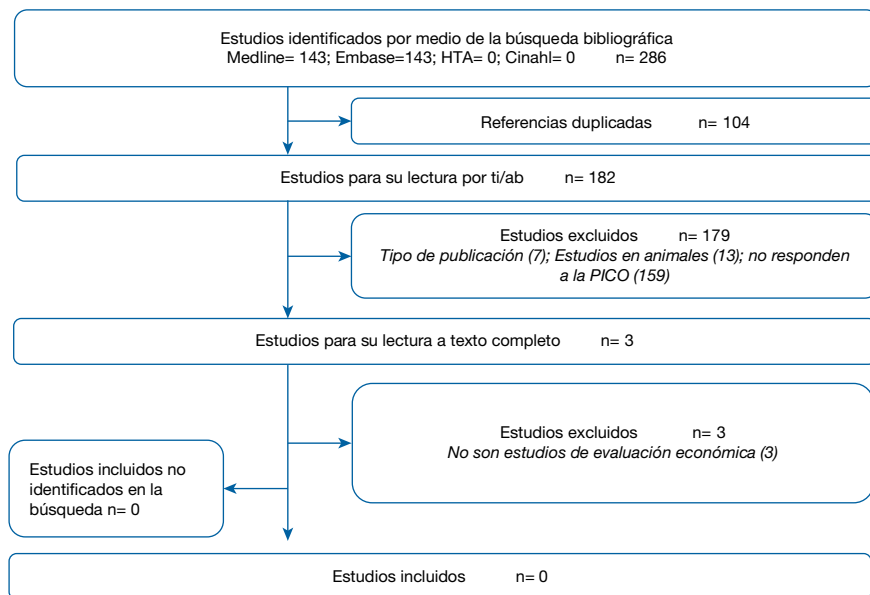 Estudios identificados por medio de la búsqueda bibliográfica
Medline= 143; Embase=143; HTA= 0; Cinahl= 0 n= 286
Referencias duplicadas n= 104
Estudios para su lectura por ti/ab n= 182
Estudios excluidos n= 179
Tipo de publicación (7); Estudios en animales (13); no responden
a la PICO (159)
Estudios para su lectura a texto completo n= 3
Estudios excluidos n= 3
No son estudios de evaluación económica (3)
Estudios incluidos no
identificados en la
búsqueda n= 0
Estudios incluidos n= 0